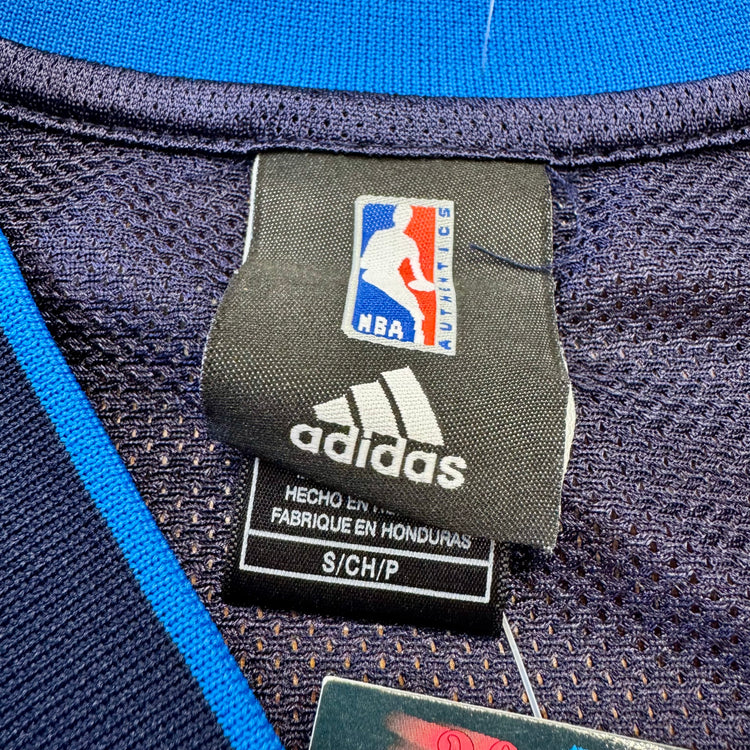 NBA
AUTHENTICS
adidas
HECHO EN
FABRIQUE EN HONDURAS
S/CH/P